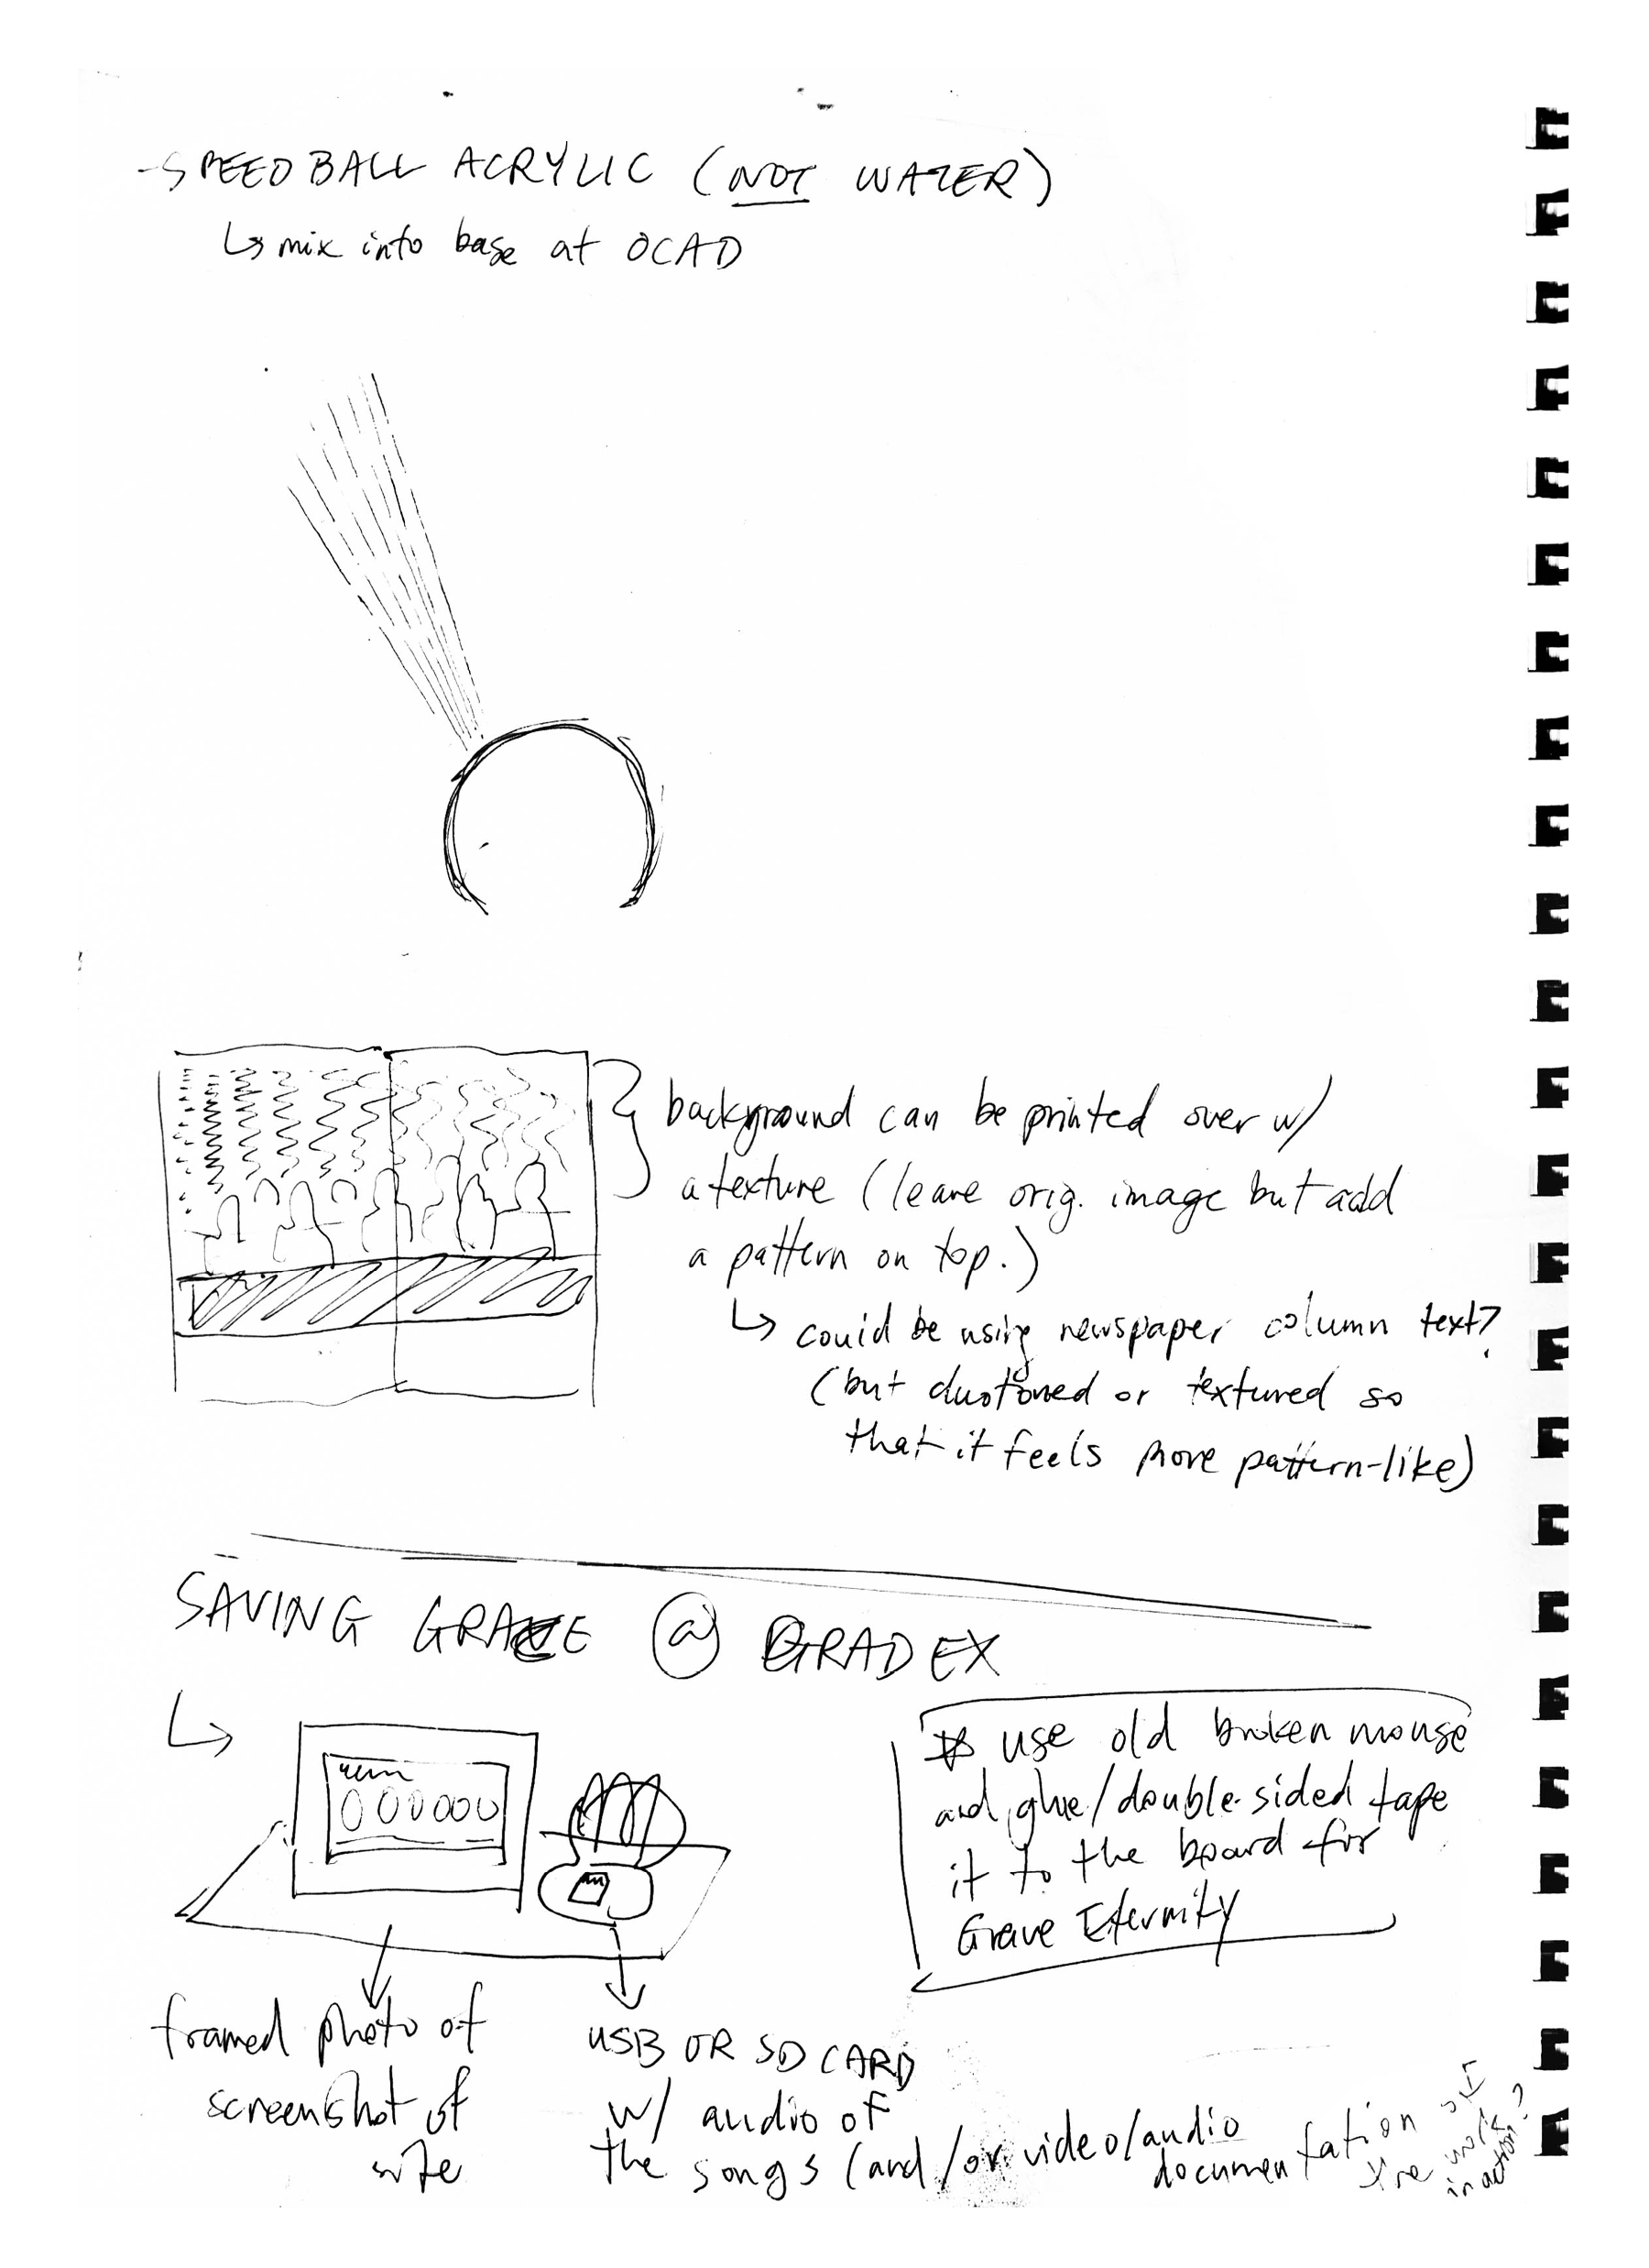 -SPEEDBALL ACRYLIC (NOT WATER)
↳ mix into base at OCAD
background can be printed over w/
a texture (leave orig. image but add
a pattern on top.)
↳ could be using newspaper column text?
(but duotoned or textured so
that it feels more pattern-like)
SAVING GRACE @ GRADEX
↳
* use old broken mouse
and glue/double-sided tape
it to the board for
Grave Eternity
000000
framed photo of
screenshot of
site
USB OR SD CARD
w/ audio of
the songs (and/or video/audio
documentation of
the work
in action?)